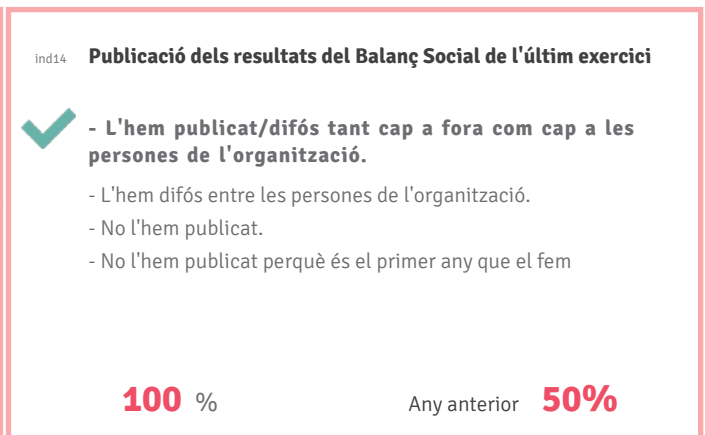 ind14 Publicació dels resultats del Balanç Social de l'últim exercici
- L'hem publicat/difós tant cap a fora com cap a les
persones de l'organització.
- L'hem difós entre les persones de l'organització.
- No l'hem publicat.
- No l'hem publicat perquè és el primer any que el fem
100 % Any anterior 50%